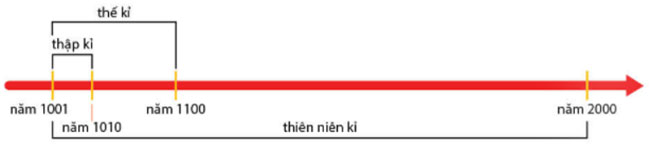 thế kỉ
thập kỉ
năm 1001
năm 1010
năm 1100
năm 2000
thiên niên kỉ